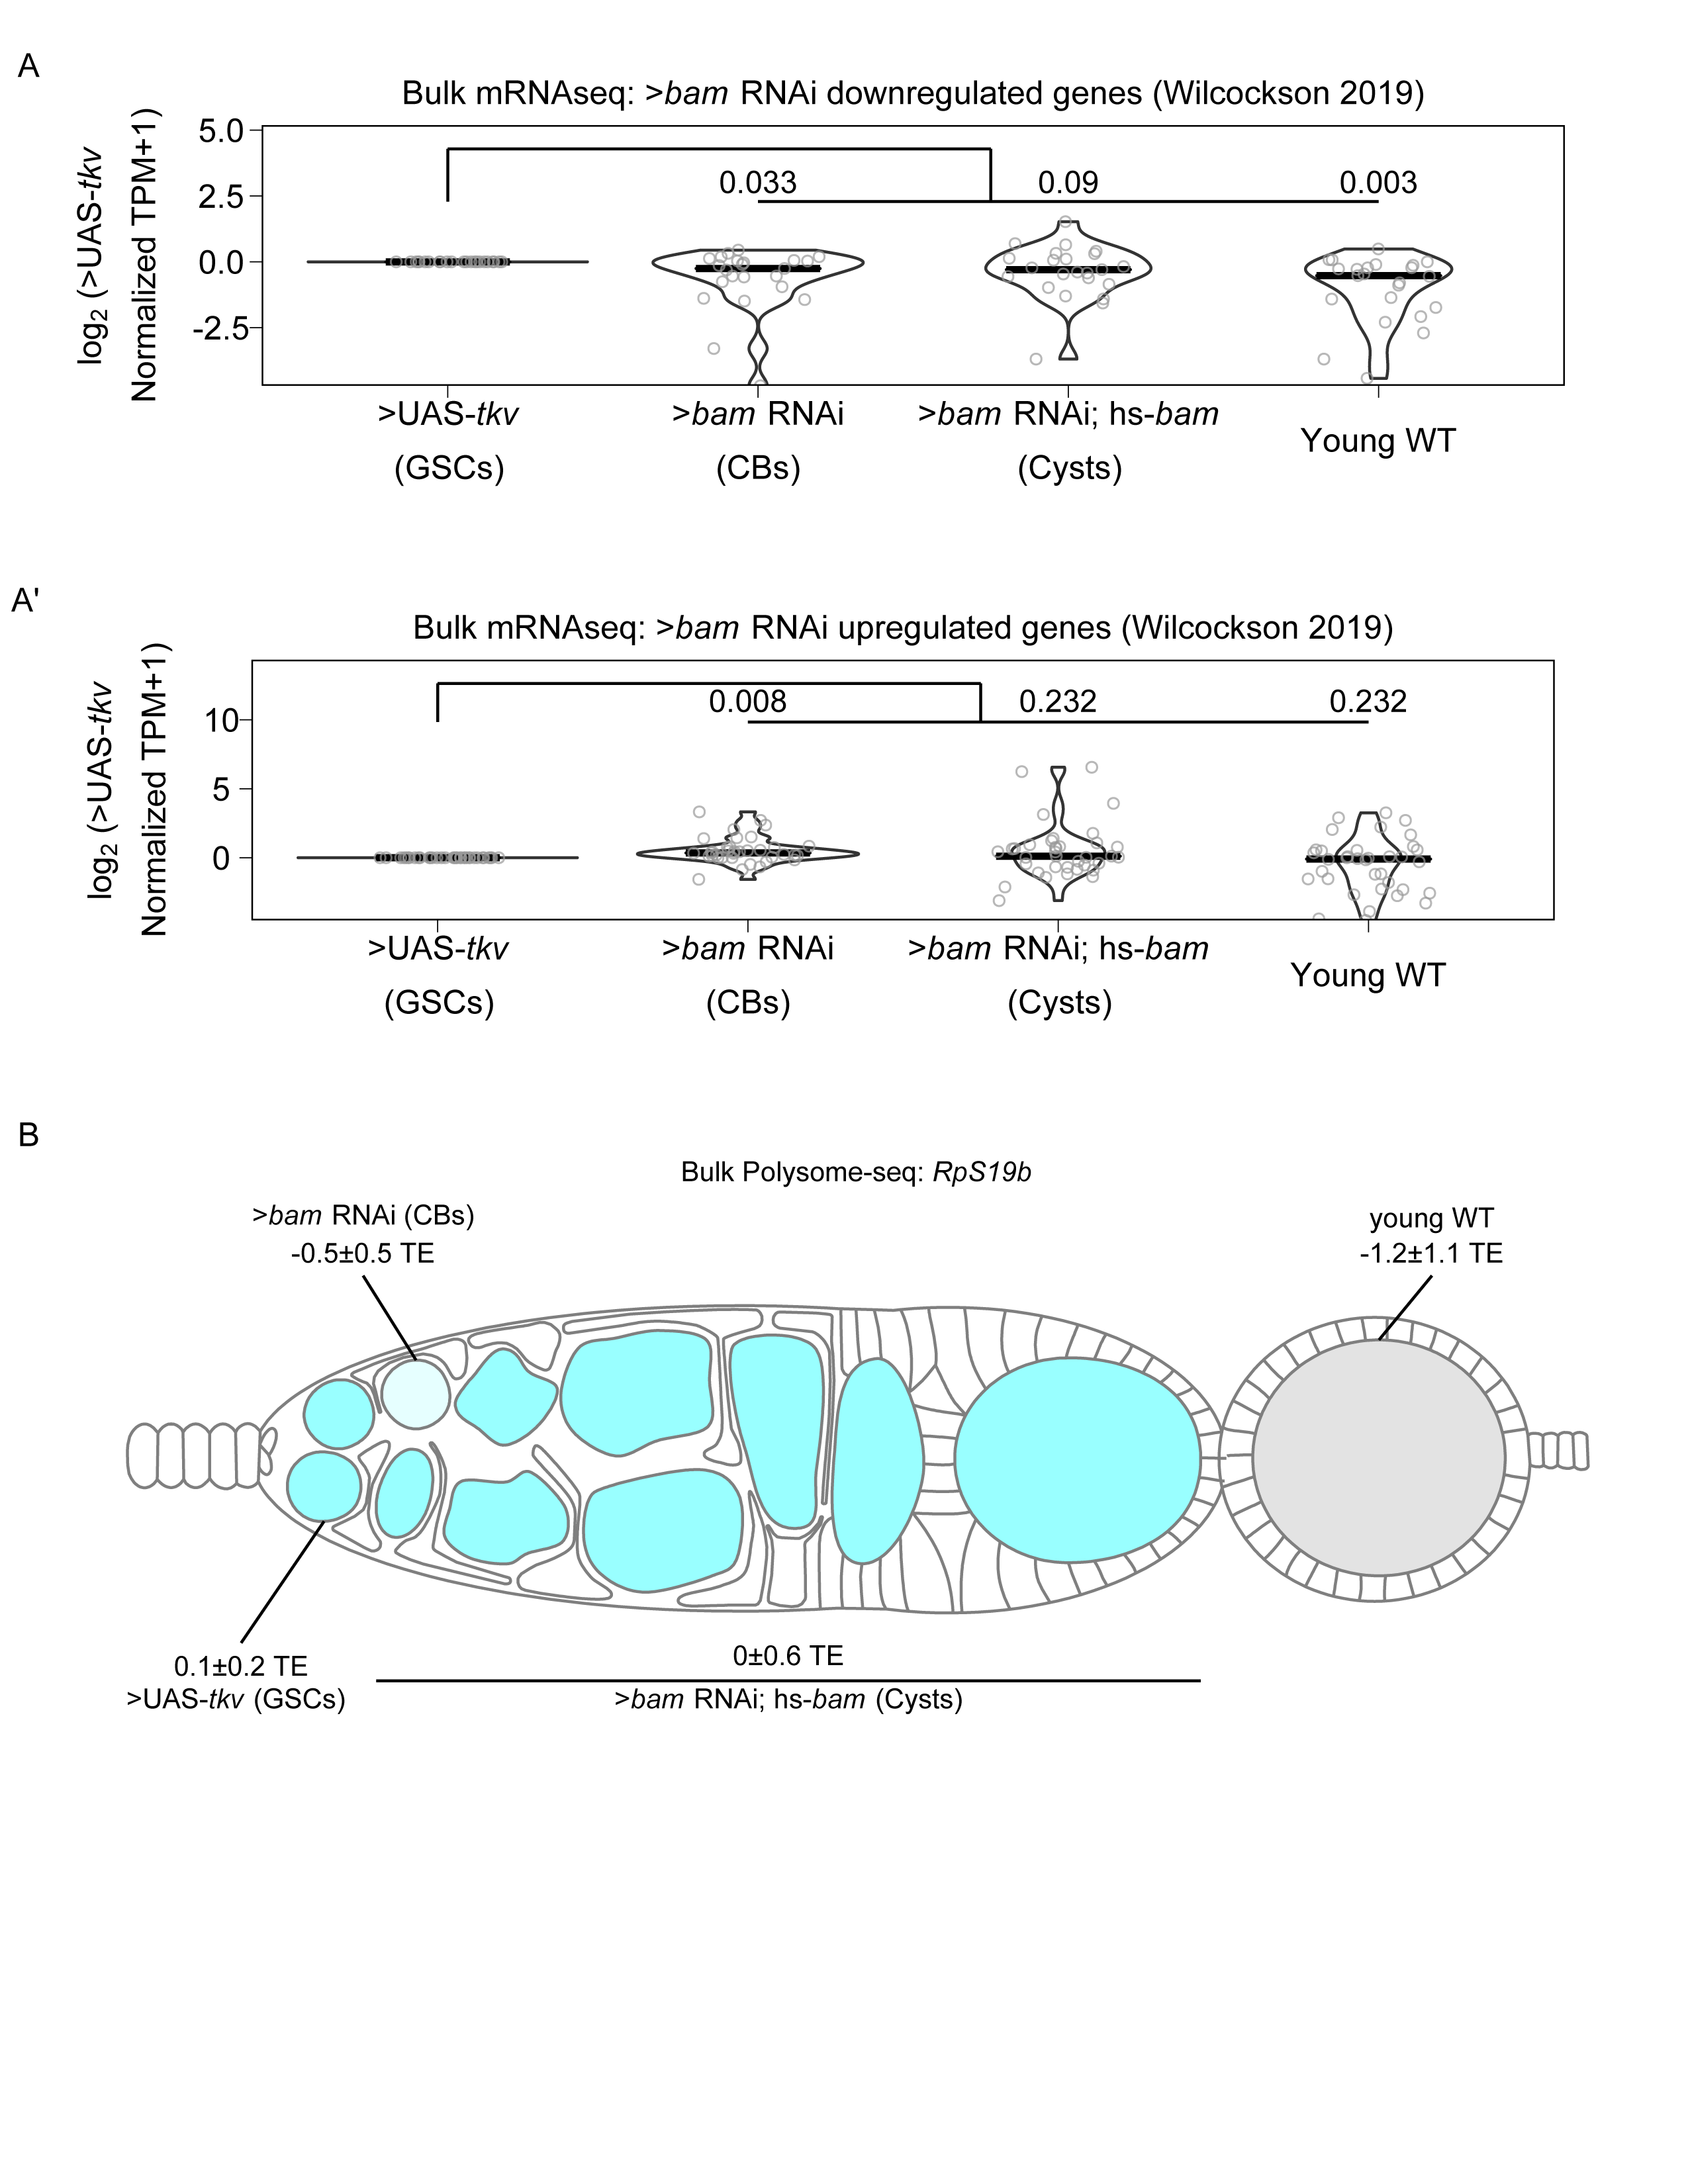 A
Bulk mRNAseq: >bam RNAi downregulated genes (Wilcockson 2019)
log2 (>UAS-tkv
Normalized TPM+1)
5.0
2.5
0.0
-2.5
0.033
0.09
0.003
>UAS-tkv
(GSCs)
>bam RNAi
(CBs)
>bam RNAi; hs-bam
(Cysts)
Young WT
A'
Bulk mRNAseq: >bam RNAi upregulated genes (Wilcockson 2019)
log2 (>UAS-tkv
Normalized TPM+1)
10
5
0
0.008
0.232
0.232
>UAS-tkv
(GSCs)
>bam RNAi
(CBs)
>bam RNAi; hs-bam
(Cysts)
Young WT
B
Bulk Polysome-seq: RpS19b
>bam RNAi (CBs)
-0.5±0.5 TE
young WT
-1.2±1.1 TE
0.1±0.2 TE
>UAS-tkv (GSCs)
0±0.6 TE
>bam RNAi; hs-bam (Cysts)